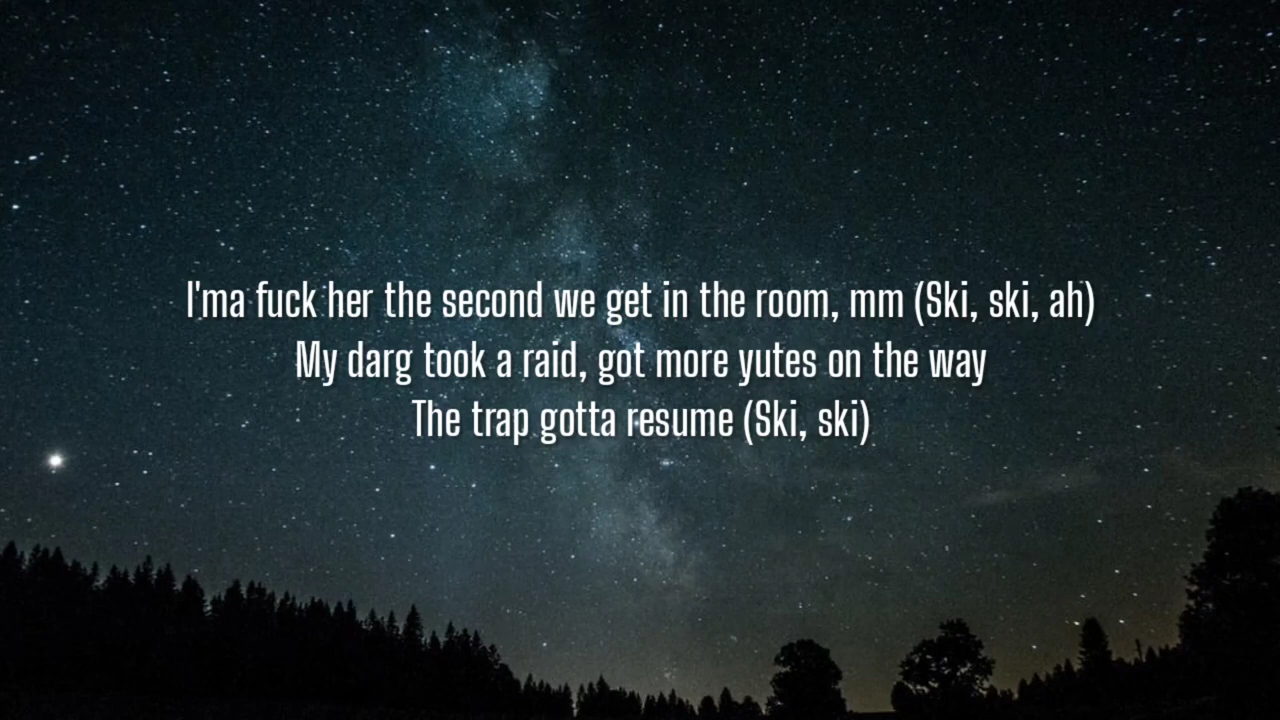 I'ma fuck her the second we get in the room, mm (Ski, ski, ah)
My darg took a raid, got more yutes on the way
The trap gotta resume (Ski, ski)